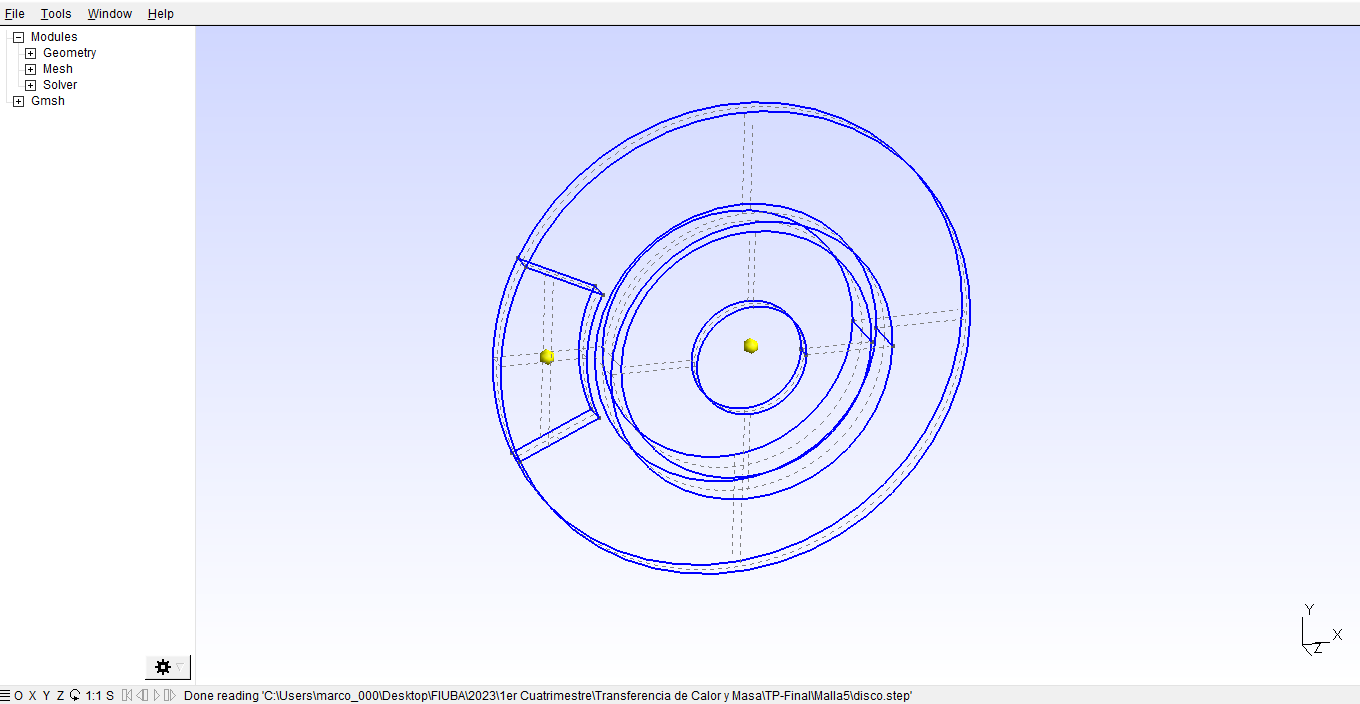 File Tools Window Help
Modules
Geometry
Mesh
Solver
Gmsh
Y
X
Z
O X Y Z 1:1 S Done reading 'C:\Users\marco_000\Desktop\FIUBA\2023\1er Cuatrimestre\Transferencia de Calor y Masa\TP-Final\Malla5\disco.step'